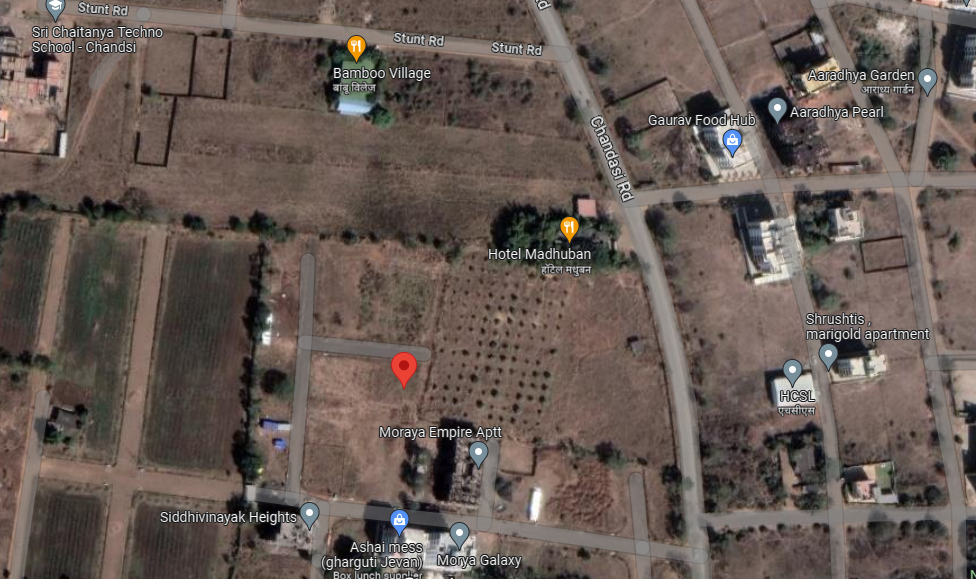 Stunt Rd
Sri Chaitanya Techno
School - Chandsi
Stunt Rd
Stunt Rd
Rd
Bamboo Village
बांबू विलेज
Aaradhya Garden
आराध्य गार्डन
Aaradhya Pearl
Gaurav Food Hub
Chandasi Rd
Hotel Madhuban
हॉटेल मधुबन
Shrushtis ,
marigold apartment
HCSL
एचसीएस
Moraya Empire Aptt
Siddhivinayak Heights
Ashai mess
(gharguti Jevan)
Box lunch supplier
Morya Galaxy